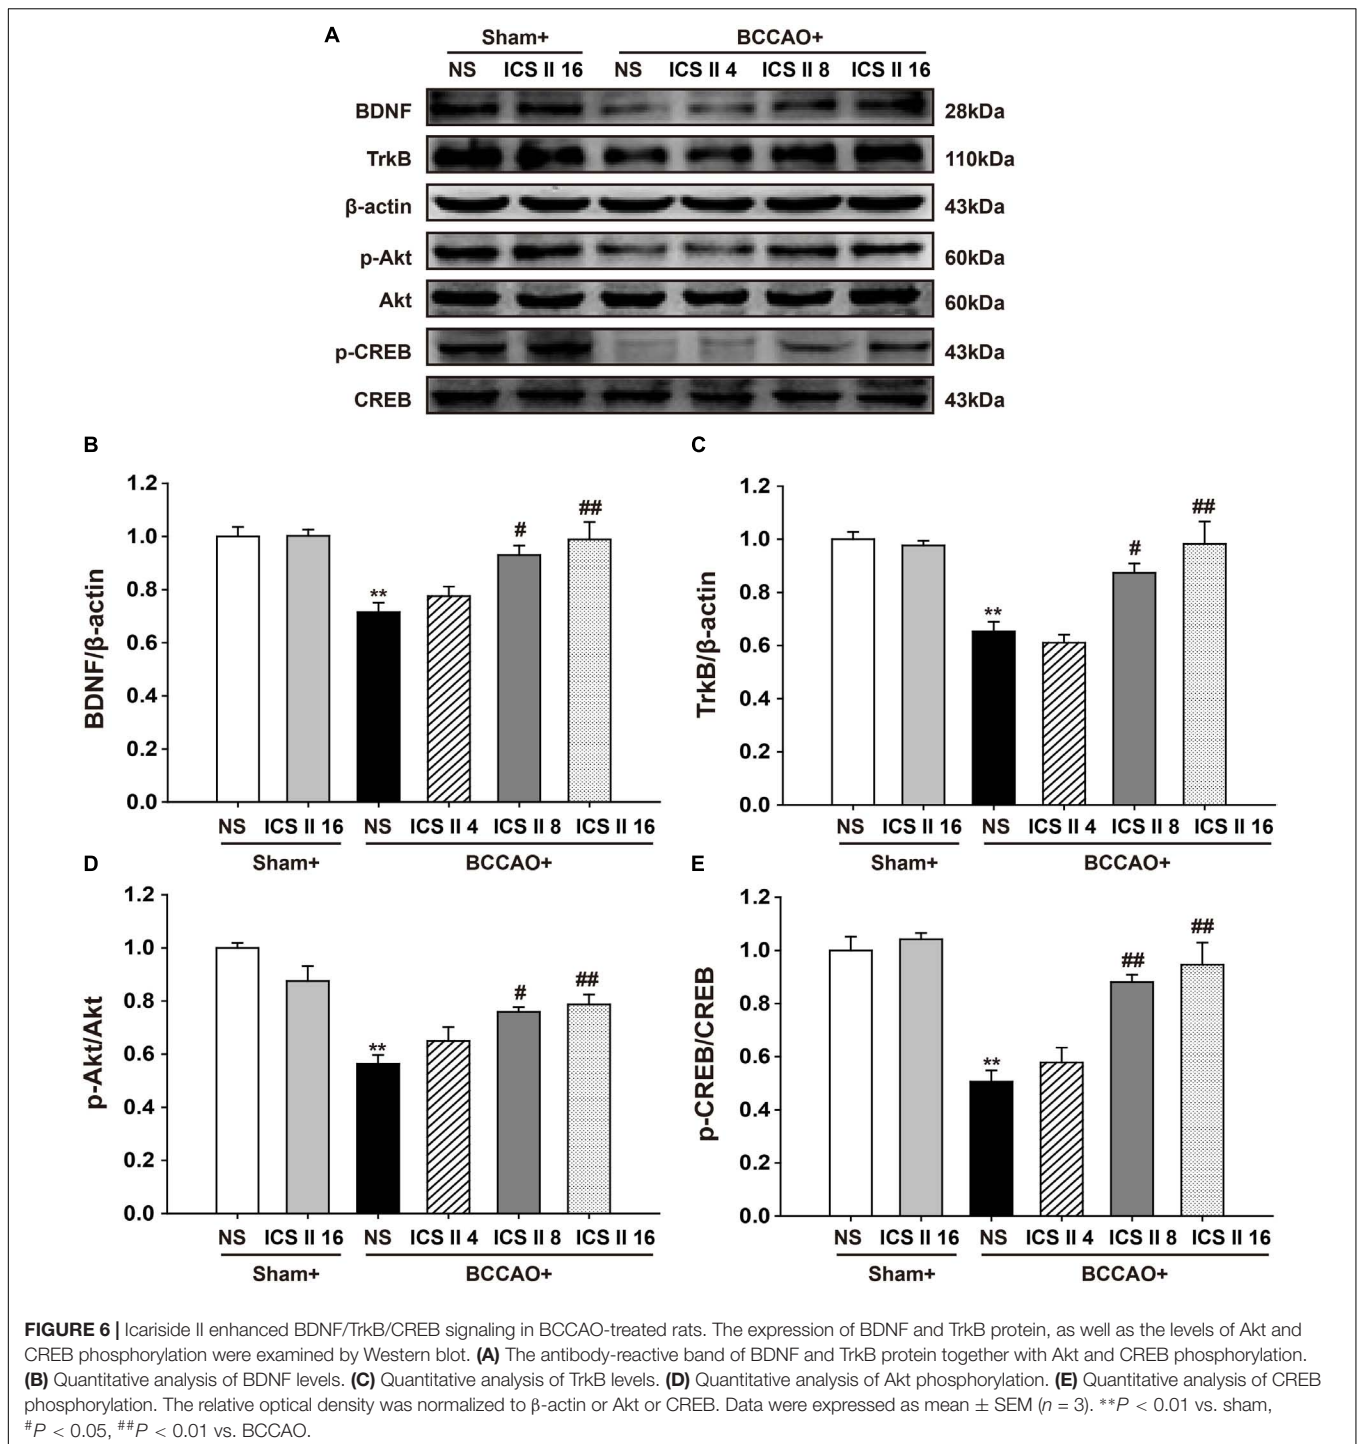 A
Sham+ BCCAO+
NS ICS II 16 NS ICS II 4 ICS II 8 ICS II 16
BDNF 28kDa
TrkB 110kDa
β-actin 43kDa
p-Akt 60kDa
Akt 60kDa
p-CREB 43kDa
CREB 43kDa
B
BDNF/β-actin
1.2
1.0
0.8
0.6
0.4
0.2
0.0
**
#
##
NS ICS II 16 NS ICS II 4 ICS II 8 ICS II 16
Sham+ BCCAO+
C
TrkB/β-actin
1.2
1.0
0.8
0.6
0.4
0.2
0.0
**
#
##
NS ICS II 16 NS ICS II 4 ICS II 8 ICS II 16
Sham+ BCCAO+
D
p-Akt/Akt
1.2
1.0
0.8
0.6
0.4
0.2
0.0
**
#
##
NS ICS II 16 NS ICS II 4 ICS II 8 ICS II 16
Sham+ BCCAO+
E
p-CREB/CREB
1.2
1.0
0.8
0.6
0.4
0.2
0.0
**
##
##
NS ICS II 16 NS ICS II 4 ICS II 8 ICS II 16
Sham+ BCCAO+
FIGURE 6 | Icariside II enhanced BDNF/TrkB/CREB signaling in BCCAO-treated rats. The expression of BDNF and TrkB protein, as well as the levels of Akt and
CREB phosphorylation were examined by Western blot. (A) The antibody-reactive band of BDNF and TrkB protein together with Akt and CREB phosphorylation.
(B) Quantitative analysis of BDNF levels. (C) Quantitative analysis of TrkB levels. (D) Quantitative analysis of Akt phosphorylation. (E) Quantitative analysis of CREB
phosphorylation. The relative optical density was normalized to β-actin or Akt or CREB. Data were expressed as mean ± SEM (n = 3). **P < 0.01 vs. sham,
#P < 0.05, ##P < 0.01 vs. BCCAO.